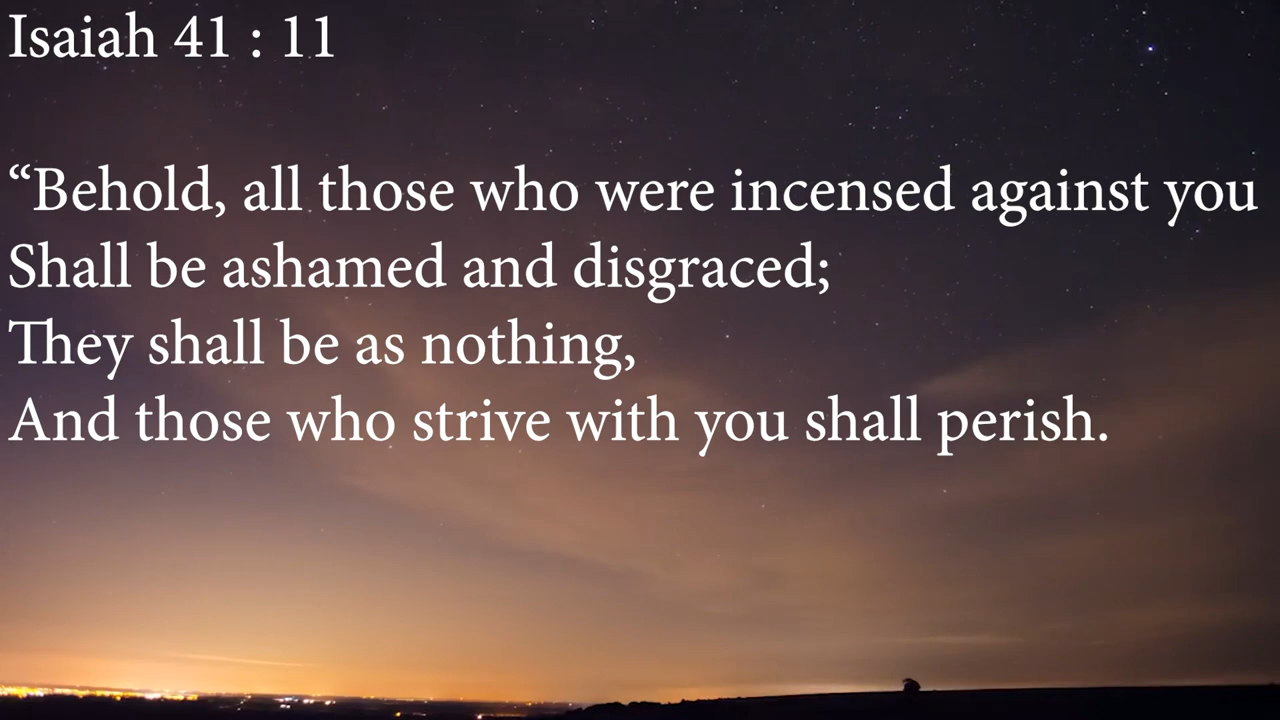 Isaiah 41 : 11
“Behold, all those who were incensed against you
Shall be ashamed and disgraced;
They shall be as nothing,
And those who strive with you shall perish.